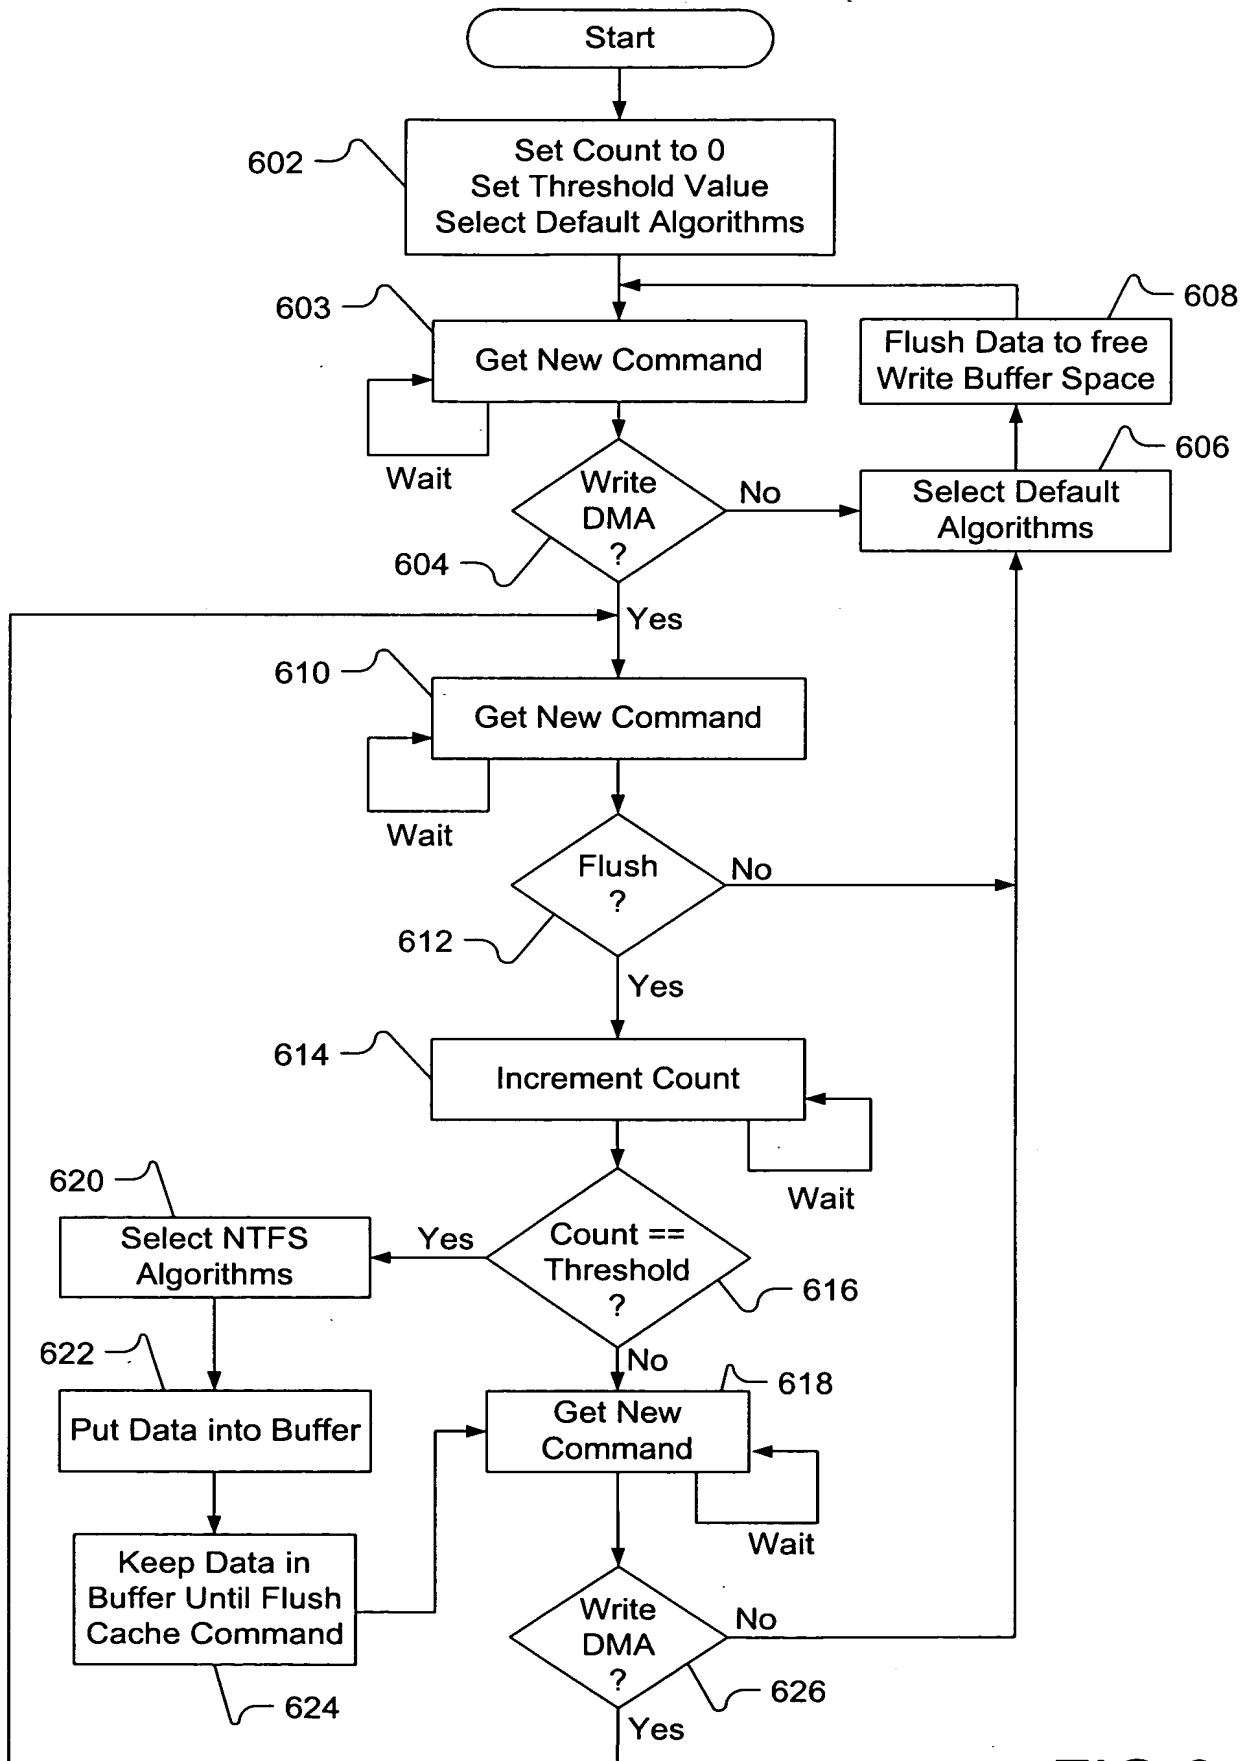 Start
602
Set Count to 0
Set Threshold Value
Select Default Algorithms
603
608
Get New Command
Flush Data to free
Write Buffer Space
Wait
606
Write
DMA
?
No
Select Default
Algorithms
604
Yes
610
Get New Command
Wait
Flush
?
No
612
Yes
614
Increment Count
Wait
620
Select NTFS
Algorithms
Yes
Count ==
Threshold
?
616
No
622
618
Put Data into Buffer
Get New
Command
Wait
Keep Data in
Buffer Until Flush
Cache Command
Write
DMA
?
No
624
626
Yes